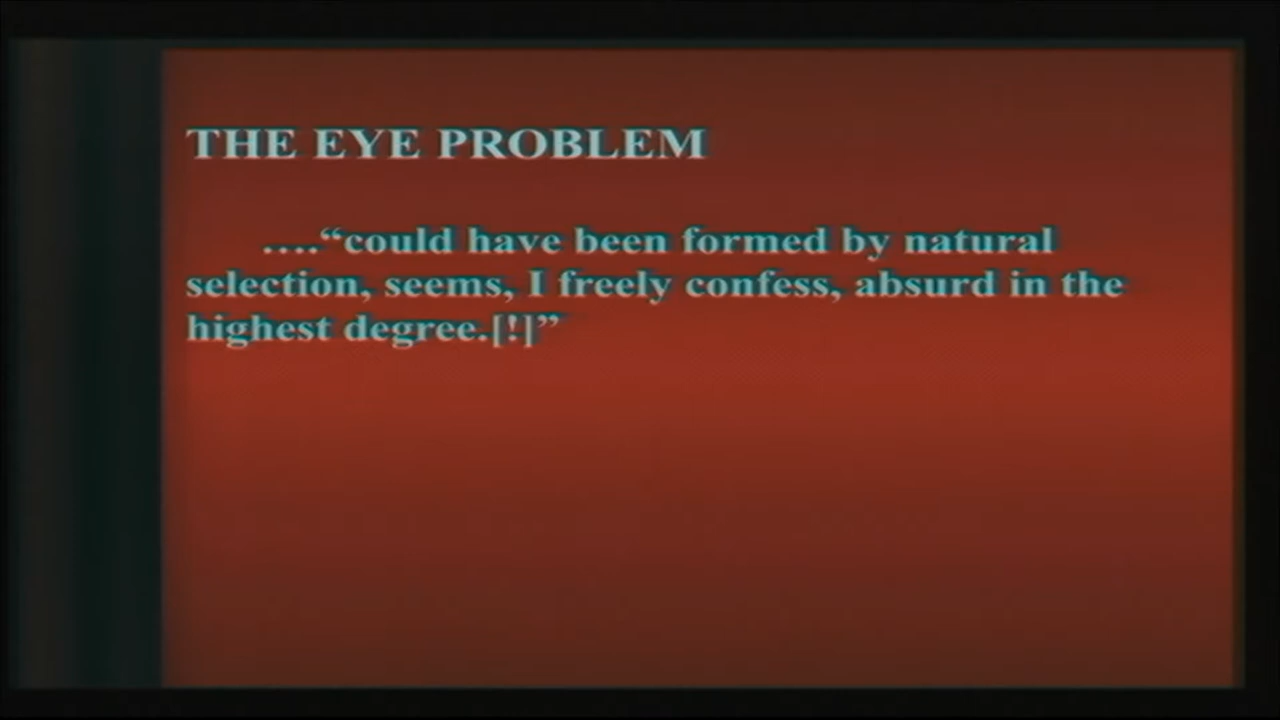 THE EYE PROBLEM
....“could have been formed by natural
selection, seems, I freely confess, absurd in the
highest degree.[!]”